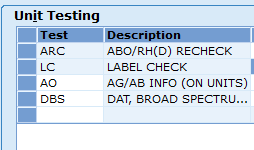 Unit Testing
Test Description
ARC ABO/RH(D) RECHECK
LC LABEL CHECK
AO AG/AB INFO (ON UNITS)
DBS DAT, BROAD SPECTRU...